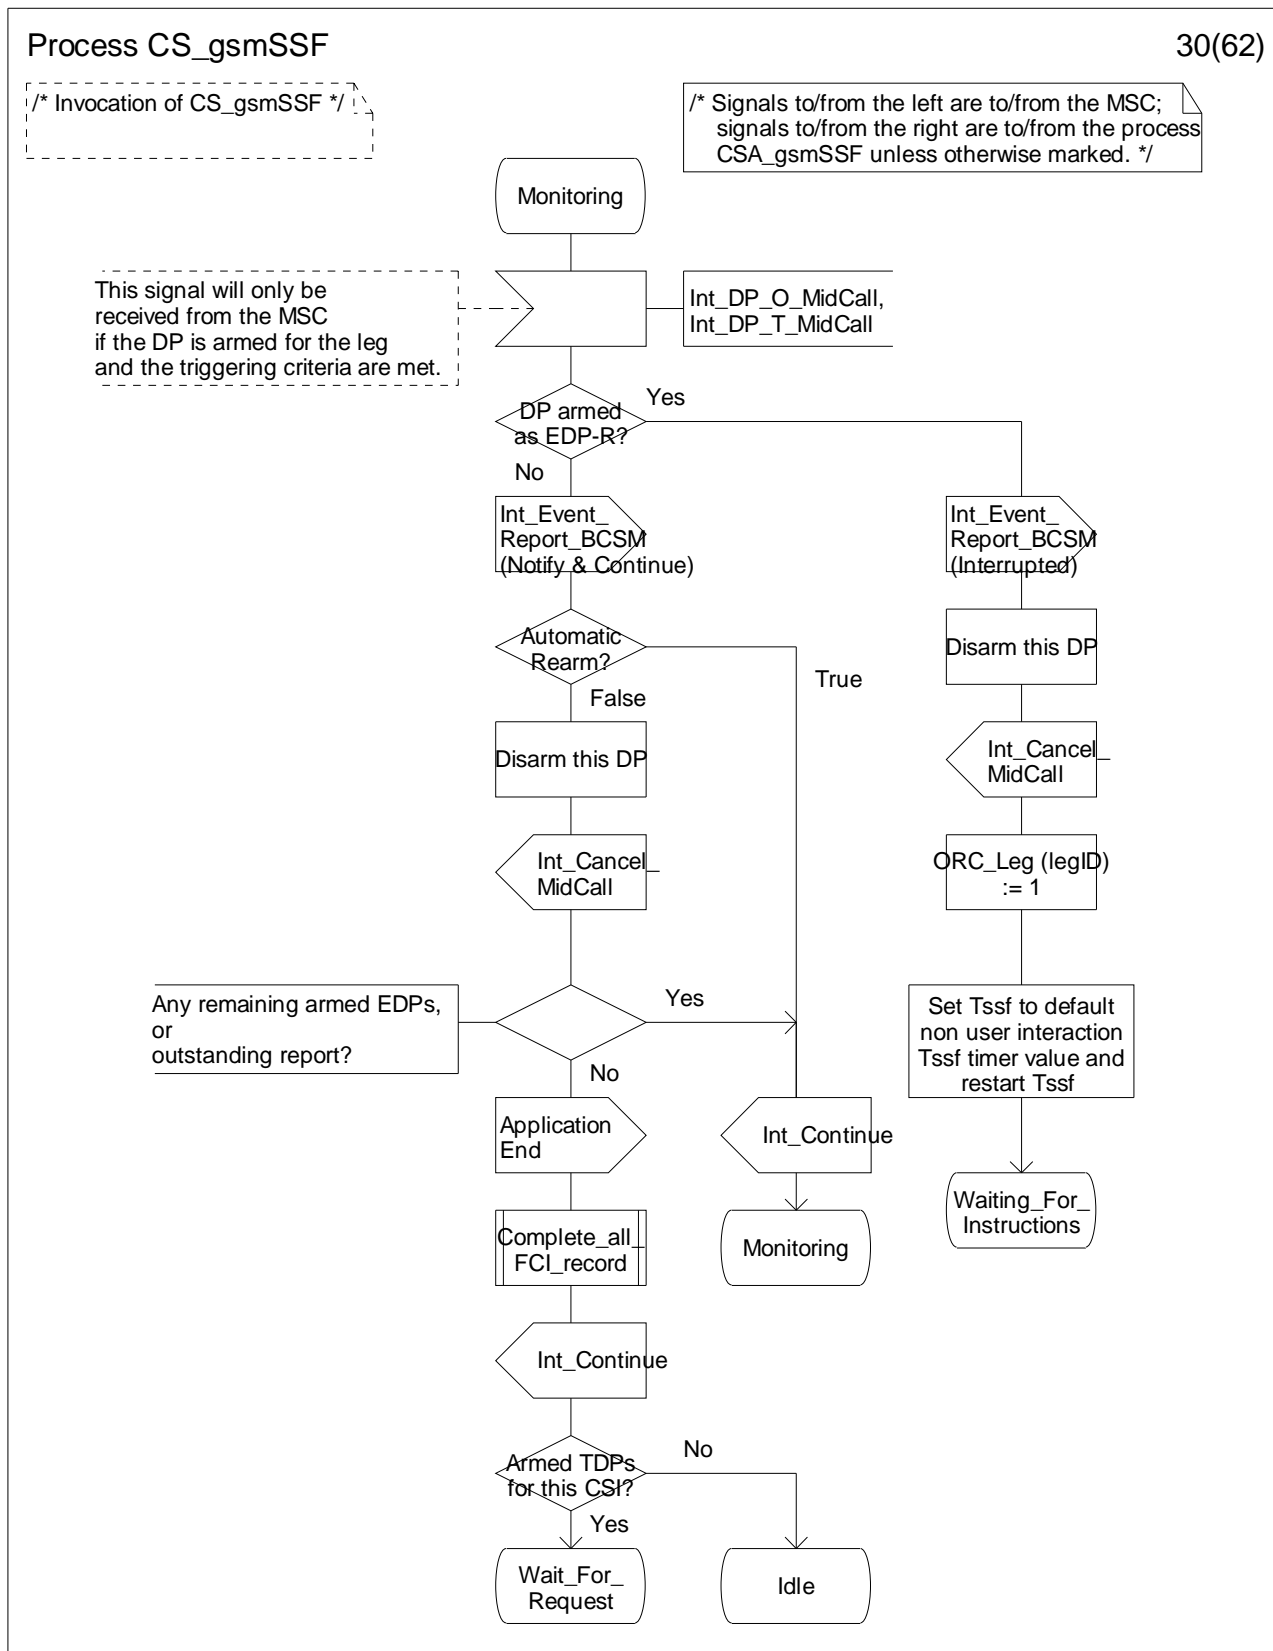 Process CS_gsmSSF
30(62)
/* Invocation of CS_gsmSSF */
/* Signals to/from the left are to/from the MSC;
signals to/from the right are to/from the process
CSA_gsmSSF unless otherwise marked. */
Monitoring
This signal will only be
received from the MSC
if the DP is armed for the leg
and the triggering criteria are met.
Int_DP_O_MidCall,
Int_DP_T_MidCall
DP armed
as EDP-R?
Yes
No
Int_Event_
Report_BCSM
(Notify & Continue)
Int_Event_
Report_BCSM
(Interrupted)
Automatic
Rearm?
True
False
Disarm this DP
Disarm this DP
Int_Cancel_
MidCall
Int_Cancel_
MidCall
ORC_Leg (legID)
:= 1
Any remaining armed EDPs,
or
outstanding report?
Yes
No
Set Tssf to default
non user interaction
Tssf timer value and
restart Tssf
Application
End
Int_Continue
Waiting_For_
Instructions
Complete_all_
FCI_record
Monitoring
Int_Continue
Armed TDPs
for this CSI?
No
Yes
Wait_For_
Request
Idle